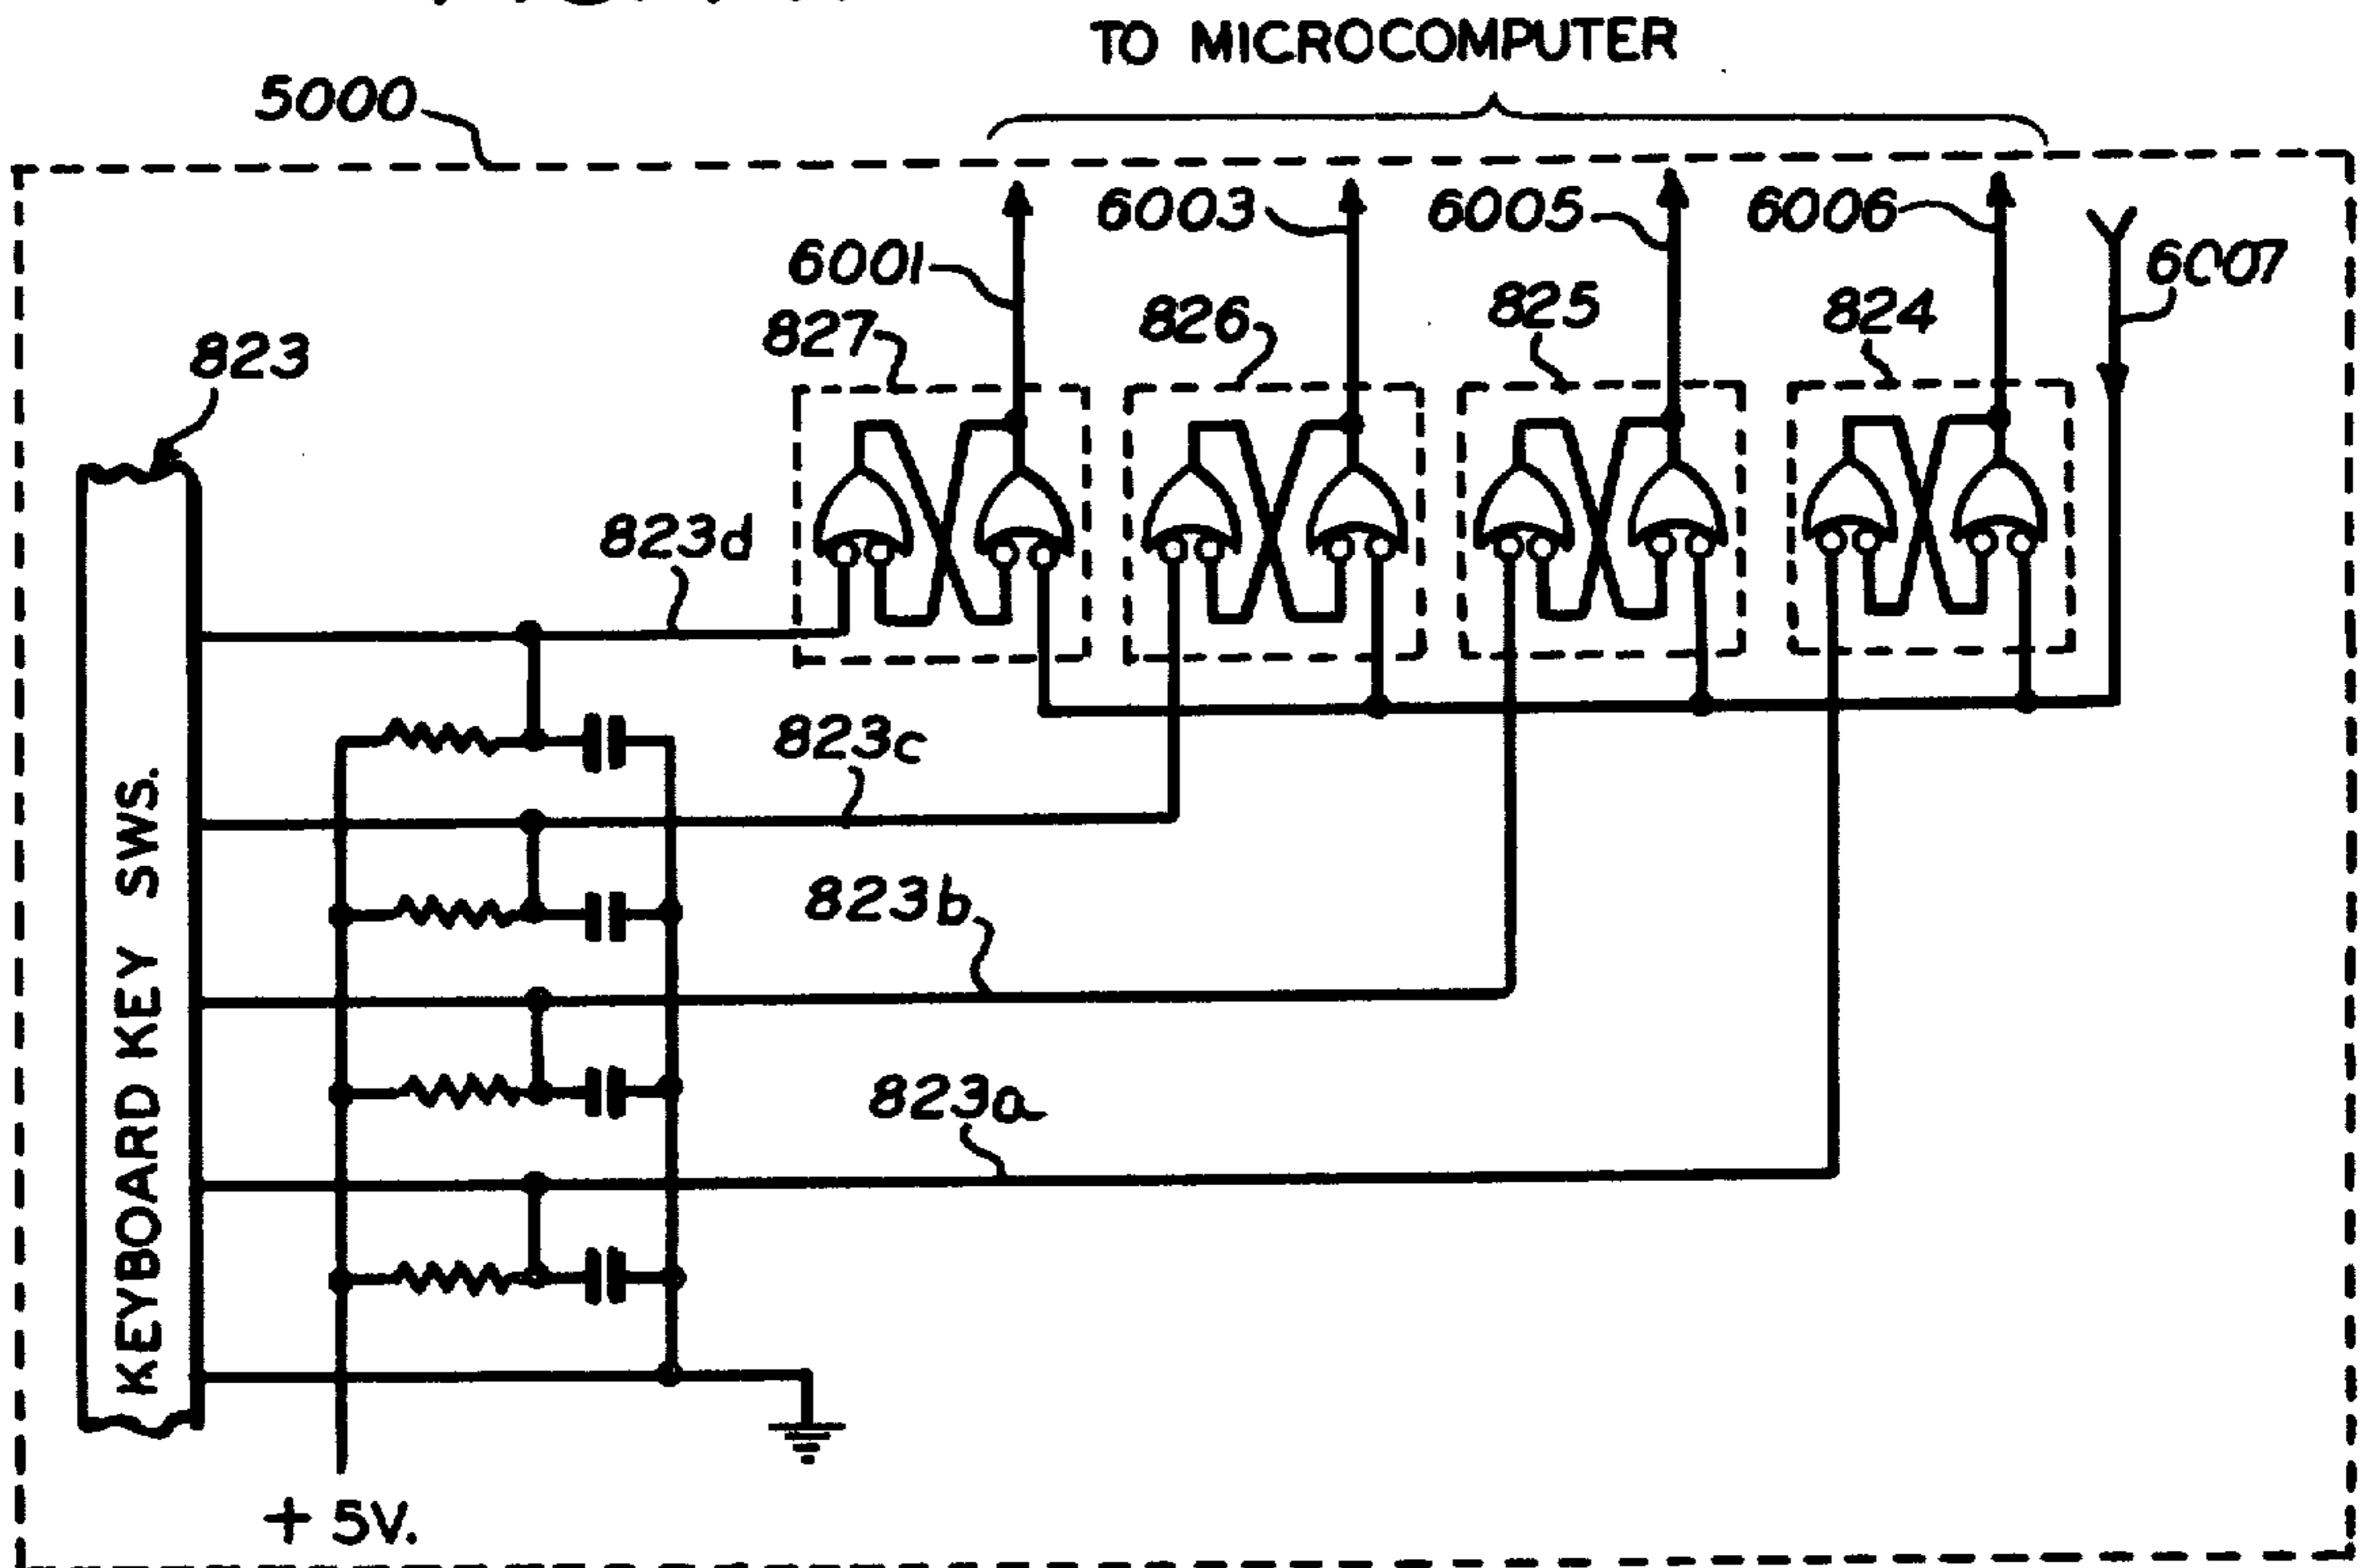 TO MICROCOMPUTER
5000
6003
6005
6006
6001
6007
827
826
825
824
823
823d
823c
823b
823a
KEYBOARD KEY SWS.
+ 5V.